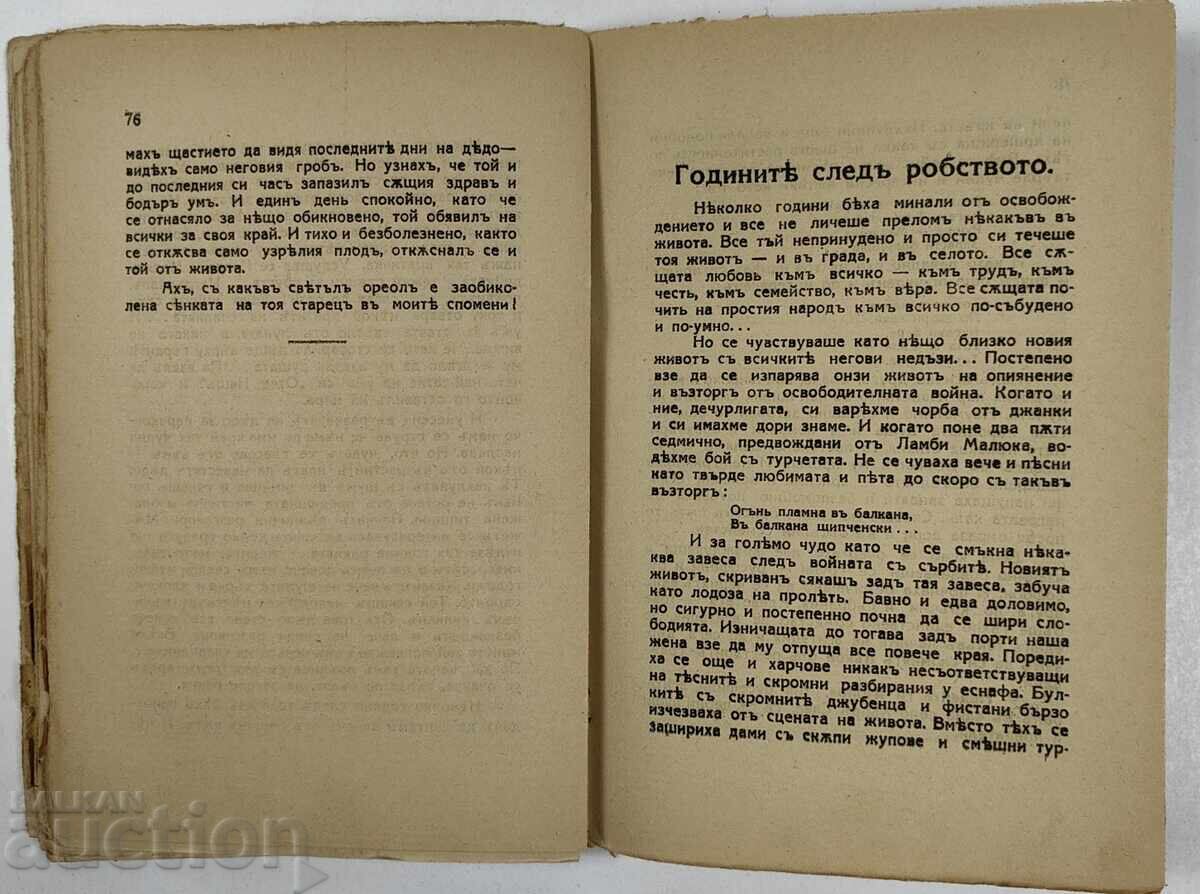 76
махъ щастието да видя последнитѣ дни на дѣдо—
видѣхъ само неговия гробъ. Но узнахъ, че той и
до последния си часъ запазилъ сѫщия здравъ и
бодъръ умъ. И единъ день спокойно, като че
се отнасяло за нѣщо обикновено, той обявилъ на
всички за своя край. И тихо и безболезнено, както
се откѫсва само узрѣлия плодъ, откѫсналъ се и
той отъ живота.
Ахъ, съ какъвъ свѣтълъ ореолъ е заобико-
лена сѣнката на тоя старецъ въ моитѣ спомени!
Годинитѣ следъ робството.
Нѣколко години бѣха минали отъ освобож-
дението и все не личеше преломъ нѣкакъвъ въ
живота. Все тъй непринудено и просто си течеше
тоя животъ — и въ града, и въ селото. Все сѫ-
щата любовь къмъ всичко — къмъ трудъ, къмъ
честь, къмъ семейство, къмъ вѣра. Все сѫщата по-
чить на простия народъ къмъ всичко по-събудено
и по-умно...
Но се чувствуваше като нѣщо близко новия
животъ съ всичкитѣ негови недъзи... Постепено
взе да се изпарява онзи животъ на опиянение
и възторгъ отъ освободителната война. Когато и
ние, дечурлигата, си варѣхме чорба отъ джанки
и си имахме дори знаме. И когато поне два пѫти
седмично, предвождани отъ Ламби Малюка, во-
дѣхме бой съ турчетата. Не се чуваха вече и пѣсни
като твърде любимата и пѣта до скоро съ такъвъ
възторгъ:
Огънь пламна въ балкана,
Въ балкана шипченски...
И за голѣмо чудо като че се смъкна нѣка-
ква завеса следъ войната съ сърбитѣ. Новиятъ
животъ, скриванъ сякашъ задъ тая завеса, забуча
като лодоза на пролѣть. Бавно и едва доловимо,
но сигурно и постепенно почна да се шири сло-
бодията. Изничащата до тогава задъ порти наша
жена взе да му отпуща все повече края. Пореди-
ха се още и харчове никакъ несъответствуващи
на тѣснитѣ и скромни разбирания у еснафа. Бул-
китѣ съ скромнитѣ джубенца и фистани бързо
изчезваха отъ сцената на живота. Вмѣсто тѣхъ се
зашириха дами съ скѫпи жупове и смѣшни тур-
BALKAN
auction